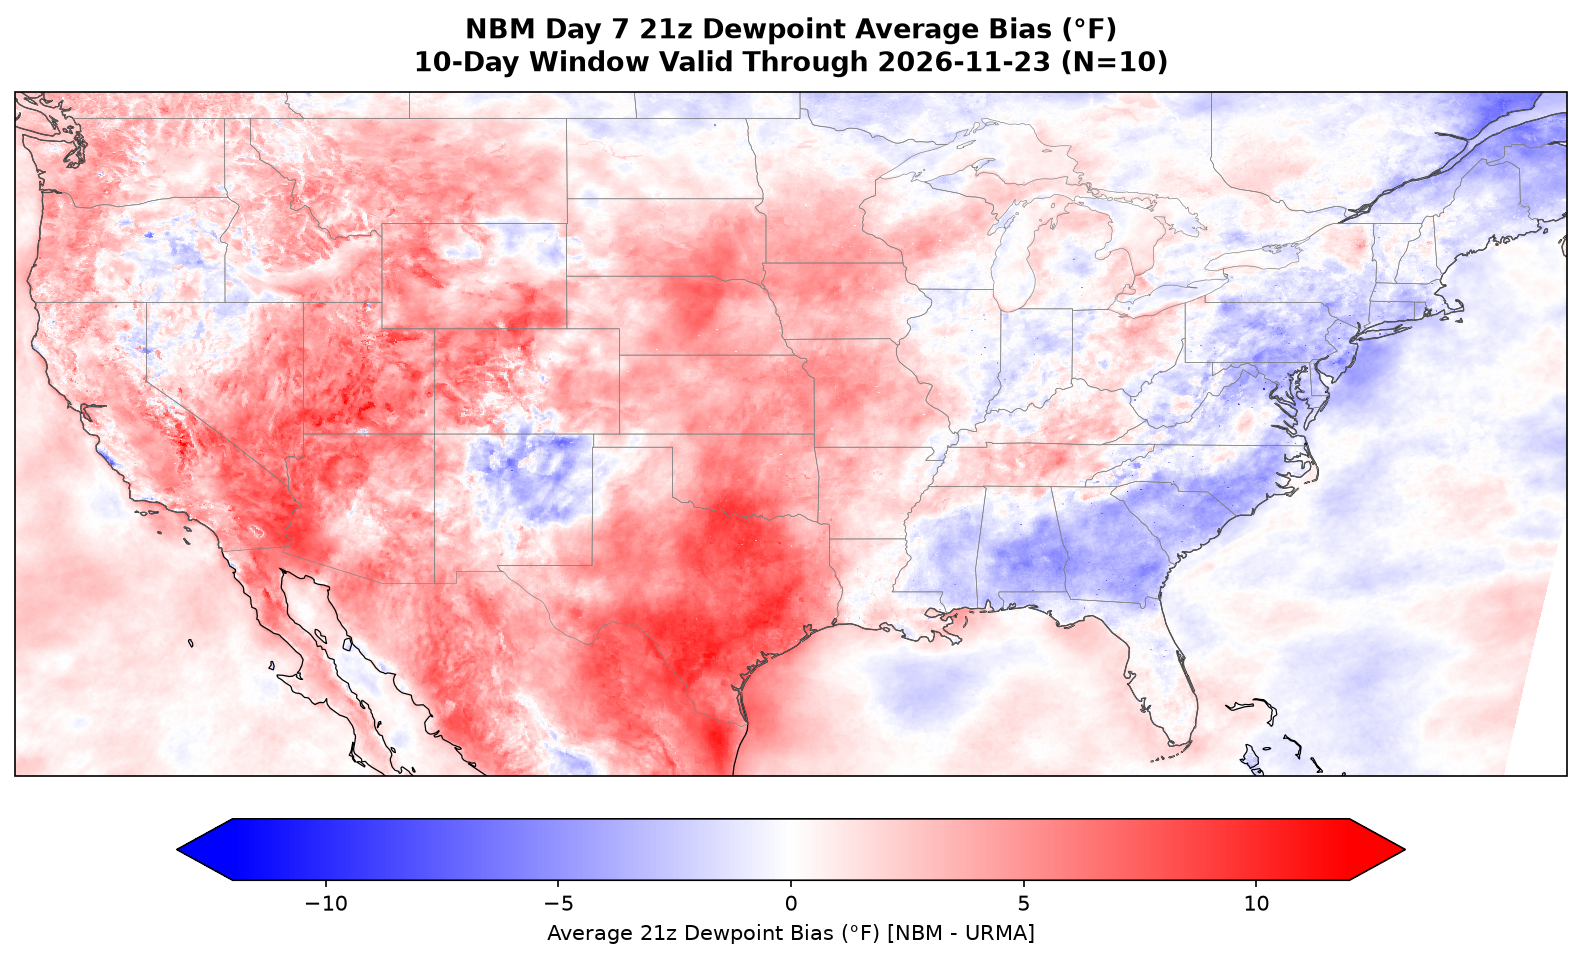 NBM Day 7 21z Dewpoint Average Bias (°F)
10-Day Window Valid Through 2026-11-23 (N=10)
−10 −5 0 5 10
Average 21z Dewpoint Bias (°F) [NBM - URMA]